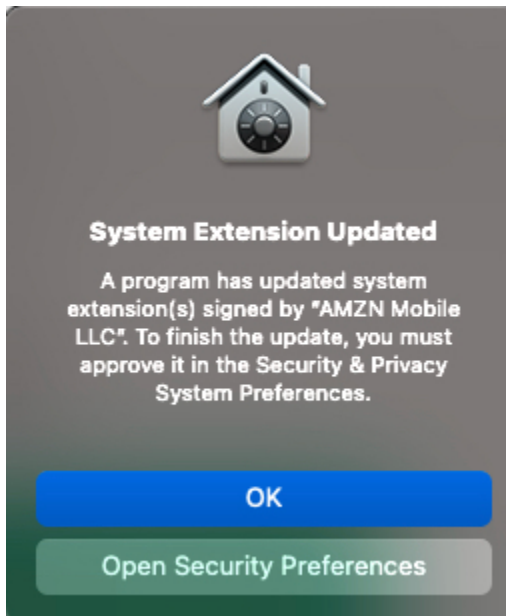 System Extension Updated
A program has updated system
extension(s) signed by "AMZN Mobile
LLC". To finish the update, you must
approve it in the Security & Privacy
System Preferences.
OK
Open Security Preferences